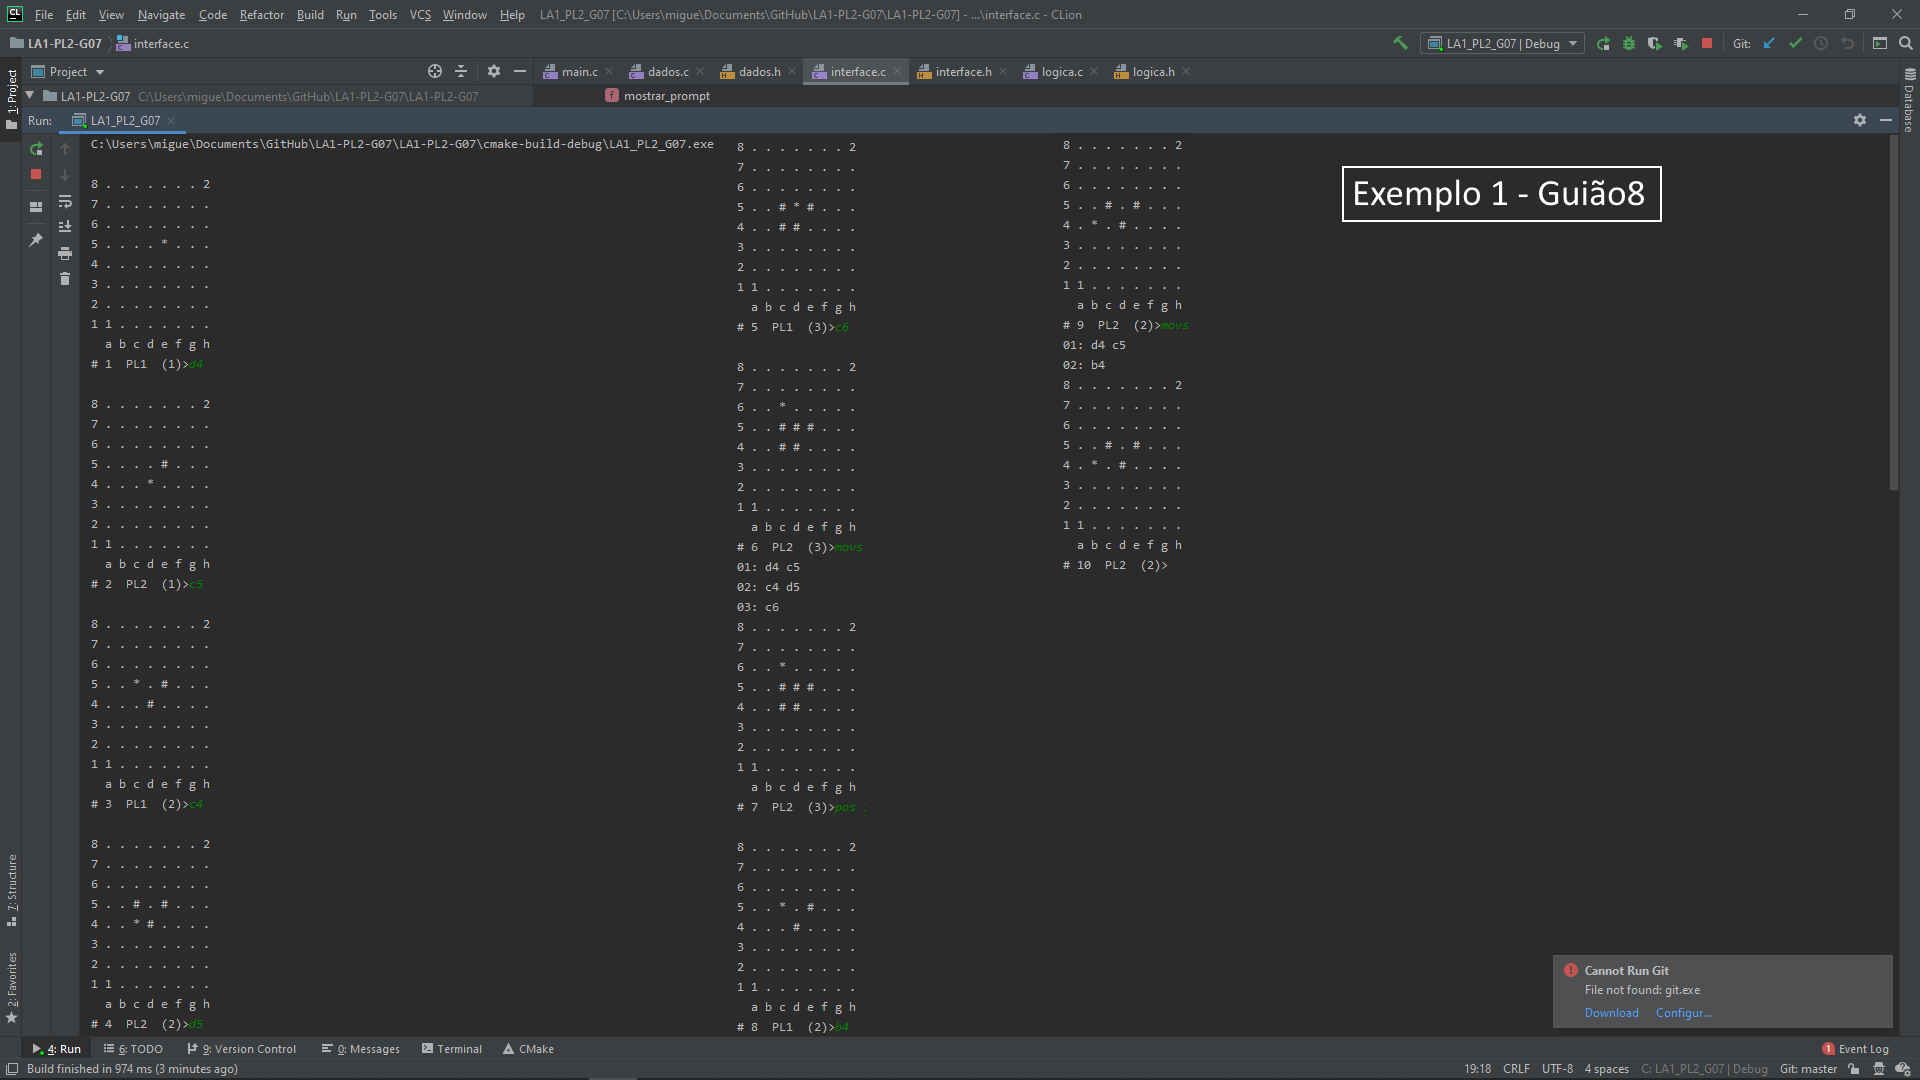 File Edit View Navigate Code Refactor Build Run Tools VCS Window Help LA1_PL2_G07 [C:\Users\migue\Documents\GitHub\LA1-PL2-G07\LA1-PL2-G07] - ...\interface.c - CLion
LA1-PL2-G07 interface.c
LA1_PL2_G07 | Debug Git:
Project main.c dados.c dados.h interface.c interface.h logica.c logica.h
LA1-PL2-G07 C:\Users\migue\Documents\GitHub\LA1-PL2-G07\LA1-PL2-G07
f mostrar_prompt
Run: LA1_PL2_G07
1: Project
7: Structure
2: Favorites
Database
C:\Users\migue\Documents\GitHub\LA1-PL2-G07\LA1-PL2-G07\cmake-build-debug\LA1_PL2_G07.exe
8 . . . . . . . 2
7 . . . . . . . .
6 . . . . . . . .
5 . . . . * . . .
4 . . . . . . . .
3 . . . . . . . .
2 . . . . . . . .
1 1 . . . . . . .
a b c d e f g h
# 1 PL1 (1)>d4
8 . . . . . . . 2
7 . . . . . . . .
6 . . . . . . . .
5 . . . . # . . .
4 . . . * . . . .
3 . . . . . . . .
2 . . . . . . . .
1 1 . . . . . . .
a b c d e f g h
# 2 PL2 (1)>c5
8 . . . . . . . 2
7 . . . . . . . .
6 . . . . . . . .
5 . . * . # . . .
4 . . . # . . . .
3 . . . . . . . .
2 . . . . . . . .
1 1 . . . . . . .
a b c d e f g h
# 3 PL1 (2)>c4
8 . . . . . . . 2
7 . . . . . . . .
6 . . . . . . . .
5 . . # . # . . .
4 . . * # . . . .
3 . . . . . . . .
2 . . . . . . . .
1 1 . . . . . . .
a b c d e f g h
# 4 PL2 (2)>d5
8 . . . . . . . 2
7 . . . . . . . .
6 . . . . . . . .
5 . . # * # . . .
4 . . # # . . . .
3 . . . . . . . .
2 . . . . . . . .
1 1 . . . . . . .
a b c d e f g h
# 5 PL1 (3)>c6
8 . . . . . . . 2
7 . . . . . . . .
6 . . * . . . . .
5 . . # # # . . .
4 . . # # . . . .
3 . . . . . . . .
2 . . . . . . . .
1 1 . . . . . . .
a b c d e f g h
# 6 PL2 (3)>movs
01: d4 c5
02: c4 d5
03: c6
8 . . . . . . . 2
7 . . . . . . . .
6 . . * . . . . .
5 . . # # # . . .
4 . . # # . . . .
3 . . . . . . . .
2 . . . . . . . .
1 1 . . . . . . .
a b c d e f g h
# 7 PL2 (3)>pos
8 . . . . . . . 2
7 . . . . . . . .
6 . . . . . . . .
5 . . * . # . . .
4 . . . # . . . .
3 . . . . . . . .
2 . . . . . . . .
1 1 . . . . . . .
a b c d e f g h
# 8 PL1 (2)>b4
8 . . . . . . . 2
7 . . . . . . . .
6 . . . . . . . .
5 . . # . # . . .
4 . * . # . . . .
3 . . . . . . . .
2 . . . . . . . .
1 1 . . . . . . .
a b c d e f g h
# 9 PL2 (2)>movs
01: d4 c5
02: b4
8 . . . . . . . 2
7 . . . . . . . .
6 . . . . . . . .
5 . . # . # . . .
4 . * . # . . . .
3 . . . . . . . .
2 . . . . . . . .
1 1 . . . . . . .
a b c d e f g h
# 10 PL2 (2)>
Exemplo 1 - Guião8
Cannot Run Git
File not found: git.exe
Download Configur...
4: Run 6: TODO 9: Version Control 0: Messages Terminal CMake 1 Event Log
Build finished in 974 ms (3 minutes ago) 19:18 CRLF UTF-8 4 spaces C: LA1_PL2_G07 | Debug Git: master